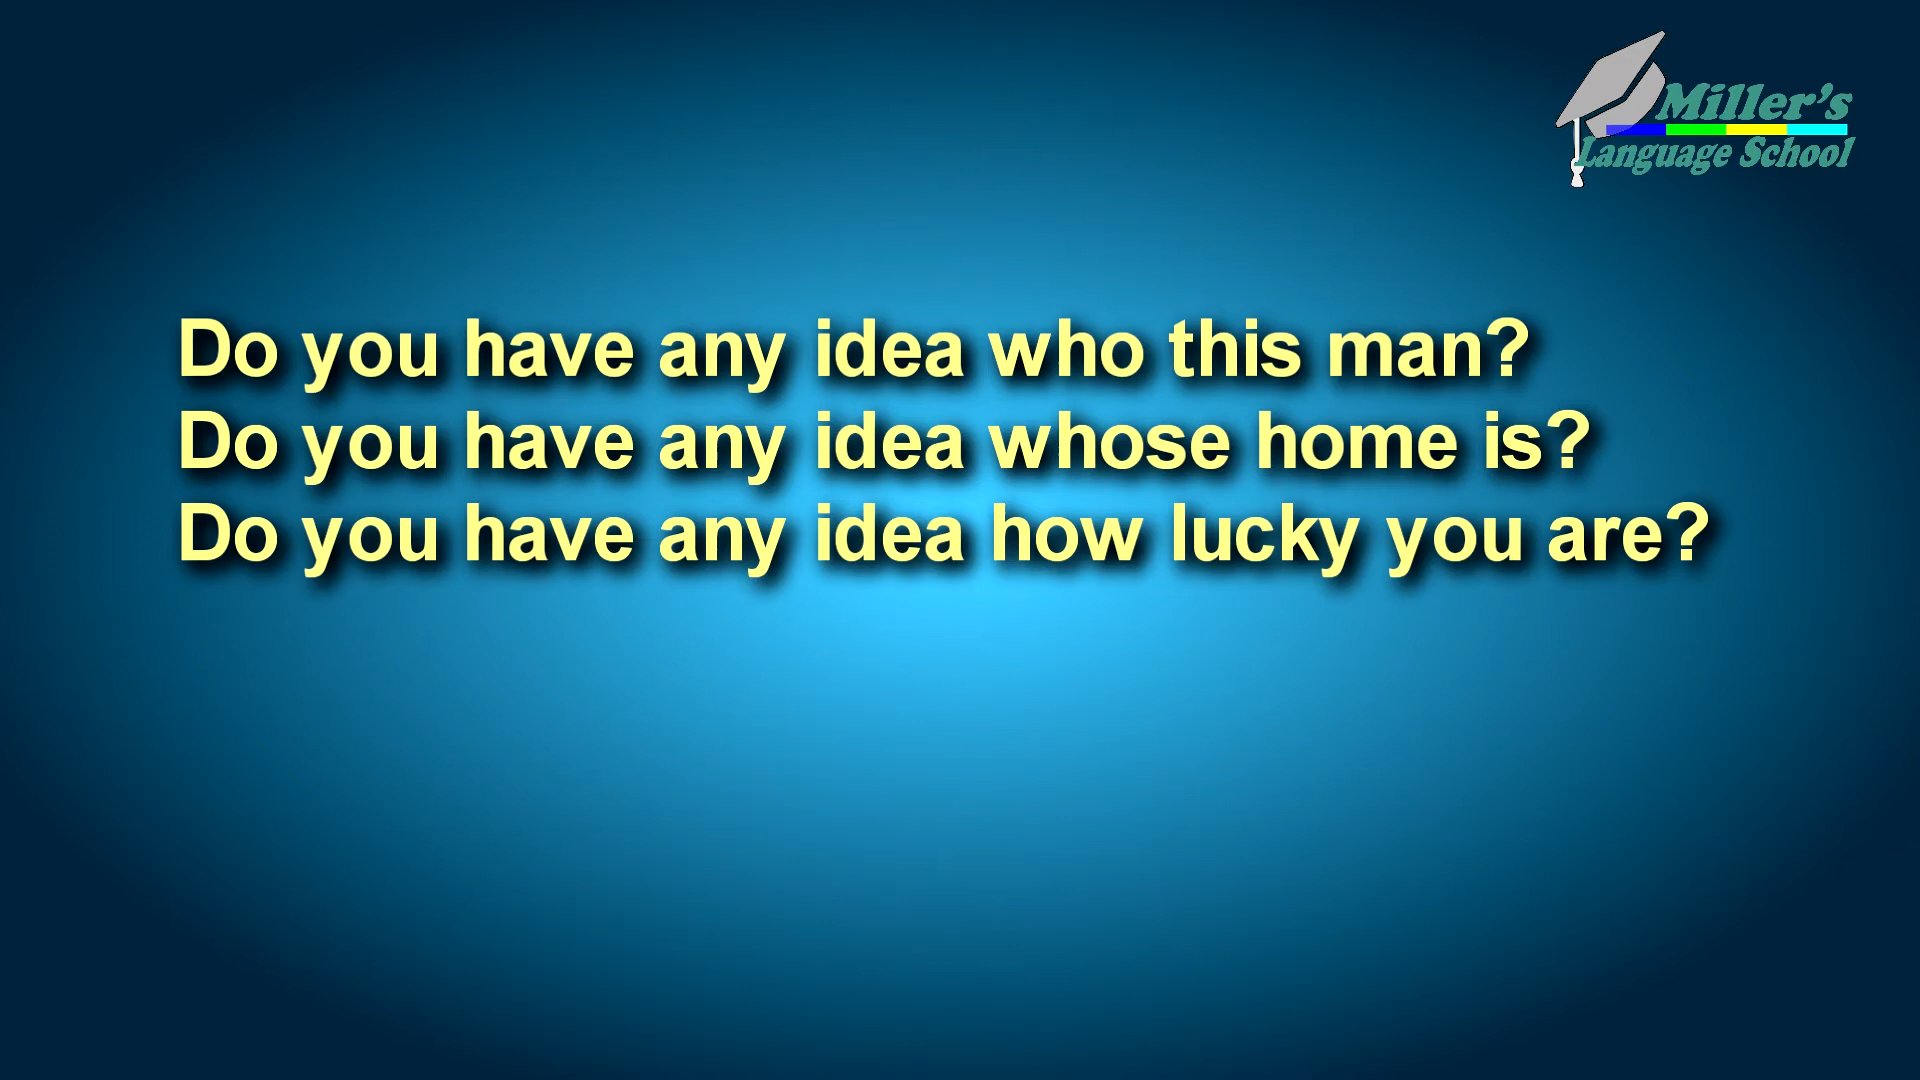 Miller's
Language School
Do you have any idea who this man?
Do you have any idea whose home is?
Do you have any idea how lucky you are?